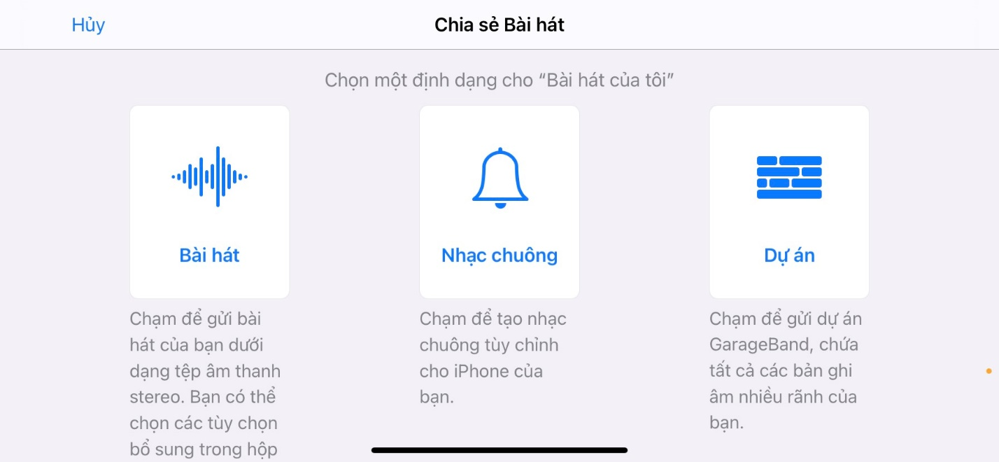 Hủy
Chia sẻ Bài hát
Chọn một định dạng cho “Bài hát của tôi”
Bài hát
Chạm để gửi bài
hát của bạn dưới
dạng tệp âm thanh
stereo. Bạn có thể
chọn các tùy chọn
bổ sung trong hộp
Nhạc chuông
Chạm để tạo nhạc
chuông tùy chỉnh
cho iPhone của
bạn.
Dự án
Chạm để gửi dự án
GarageBand, chứa
tất cả các bản ghi
âm nhiều rãnh của
bạn.